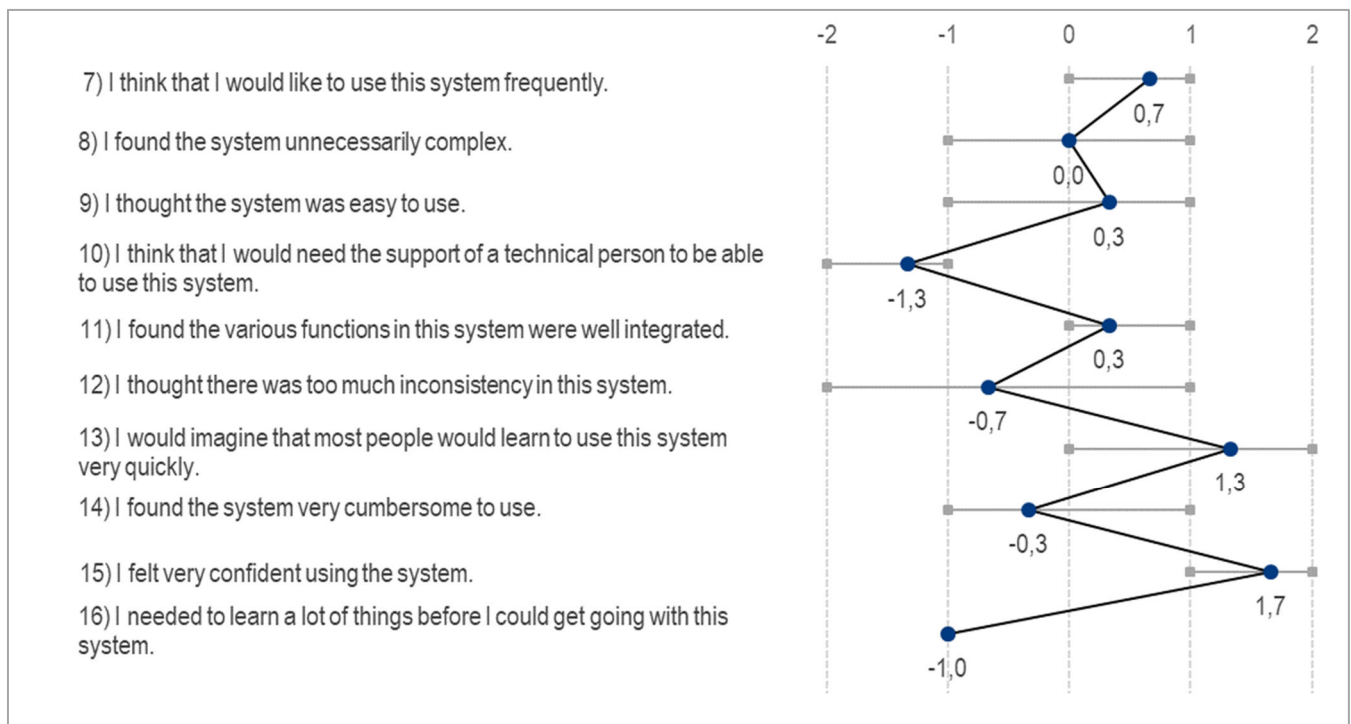 -2 -1 0 1 2
7) I think that I would like to use this system frequently.
0,7
8) I found the system unnecessarily complex.
0,0
9) I thought the system was easy to use.
0,3
10) I think that I would need the support of a technical person to be able
to use this system.
-1,3
11) I found the various functions in this system were well integrated.
0,3
12) I thought there was too much inconsistency in this system.
-0,7
13) I would imagine that most people would learn to use this system
very quickly.
1,3
14) I found the system very cumbersome to use.
-0,3
15) I felt very confident using the system.
1,7
16) I needed to learn a lot of things before I could get going with this
system.
-1,0